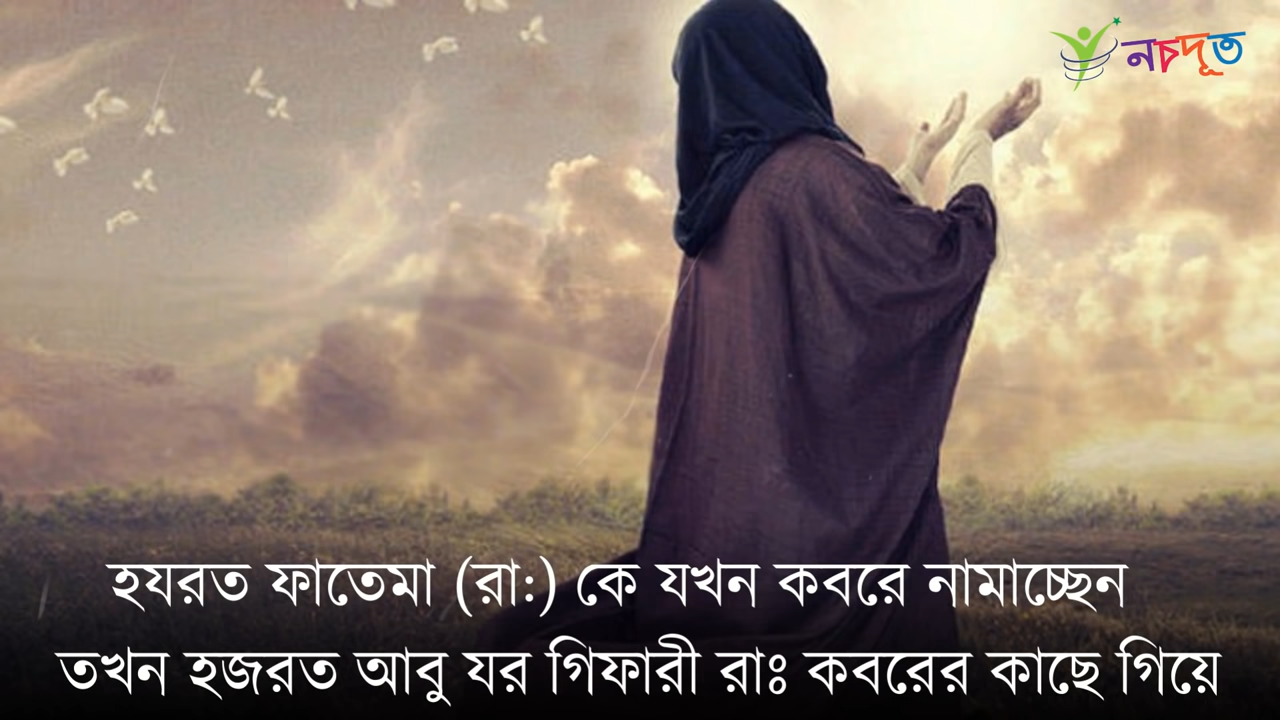 নচদূত
হযরত ফাতেমা (রা:) কে যখন কবরে নামাচ্ছেন
তখন হজরত আবু যর গিফারী রাঃ কবরের কাছে গিয়ে